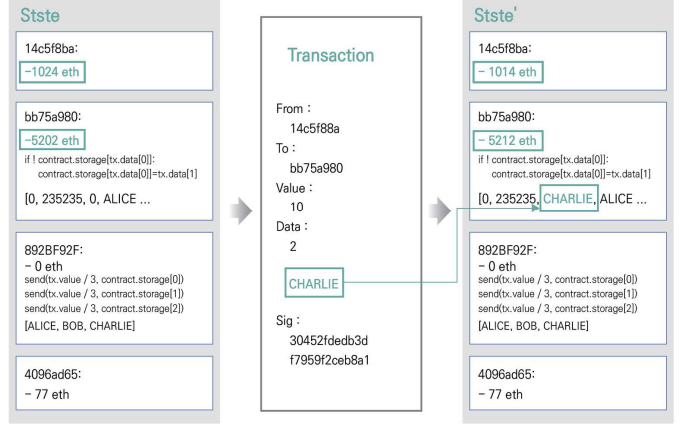 Stste
14c5f8ba:
-1024 eth
bb75a980:
-5202 eth
if ! contract.storage[tx.data[0]]:
contract.storage[tx.data[0]]=tx.data[1]
[0, 235235, 0, ALICE ...
892BF92F:
- 0 eth
send(tx.value / 3, contract.storage[0])
send(tx.value / 3, contract.storage[1])
send(tx.value / 3, contract.storage[2])
[ALICE, BOB, CHARLIE]
4096ad65:
- 77 eth
Transaction
From :
14c5f88a
To :
bb75a980
Value :
10
Data :
2
CHARLIE
Sig :
30452fdedb3d
f7959f2ceb8a1
Stste'
14c5f8ba:
- 1014 eth
bb75a980:
- 5212 eth
if ! contract.storage[tx.data[0]]:
contract.storage[tx.data[0]]=tx.data[1]
[0, 235235, CHARLIE, ALICE ...
892BF92F:
- 0 eth
send(tx.value / 3, contract.storage[0])
send(tx.value / 3, contract.storage[1])
send(tx.value / 3, contract.storage[2])
[ALICE, BOB, CHARLIE]
4096ad65:
- 77 eth